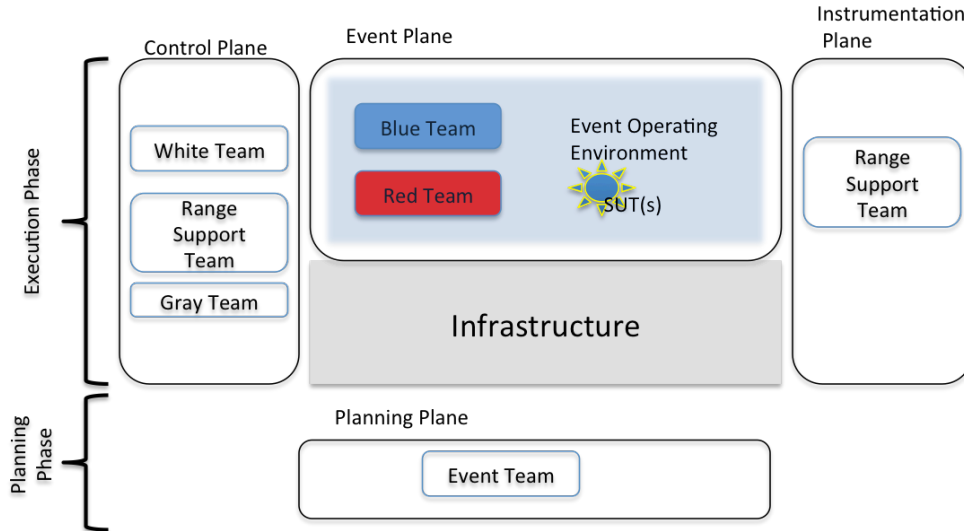 Control Plane
Event Plane
Instrumentation
Plane
Execution Phase
White Team
Range
Support
Team
Gray Team
Blue Team
Red Team
Event Operating
Environment
SUT(s)
Range
Support
Team
Infrastructure
Planning
Phase
Planning Plane
Event Team